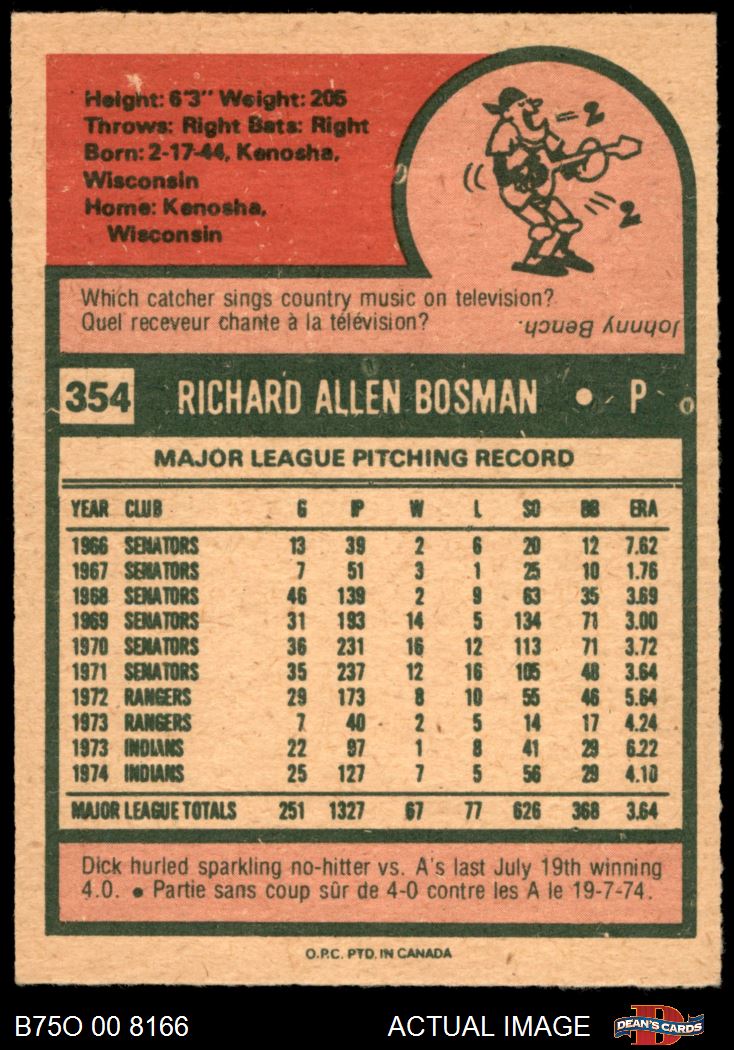 Height: 6'3" Weight: 205
Throws: Right Bats: Right
Born: 2-17-44, Kenosha,
Wisconsin
Home: Kenosha,
Wisconsin
2
2
Which catcher sings country music on television?
Quel receveur chante à la télévision?
Johnny Bench.
354 RICHARD ALLEN BOSMAN • P
MAJOR LEAGUE PITCHING RECORD
YEAR CLUB G IP W L SO BB ERA
1966 SENATORS 13 39 2 6 20 12 7.62
1967 SENATORS 7 51 3 1 25 10 1.76
1968 SENATORS 46 139 2 9 63 35 3.69
1969 SENATORS 31 193 14 5 134 71 3.00
1970 SENATORS 36 231 16 12 113 71 3.72
1971 SENATORS 35 237 12 16 105 48 3.64
1972 RANGERS 29 173 8 10 55 46 5.64
1973 RANGERS 7 40 2 5 14 17 4.24
1973 INDIANS 22 97 1 8 41 29 6.22
1974 INDIANS 25 127 7 5 56 29 4.10
MAJOR LEAGUE TOTALS 251 1327 67 77 626 368 3.64
Dick hurled sparkling no-hitter vs. A's last July 19th winning
4.0. • Partie sans coup sûr de 4-0 contre les A le 19-7-74.
O.P.C. PTD. IN CANADA
B75O 00 8166 ACTUAL IMAGE DEAN'S CARDS